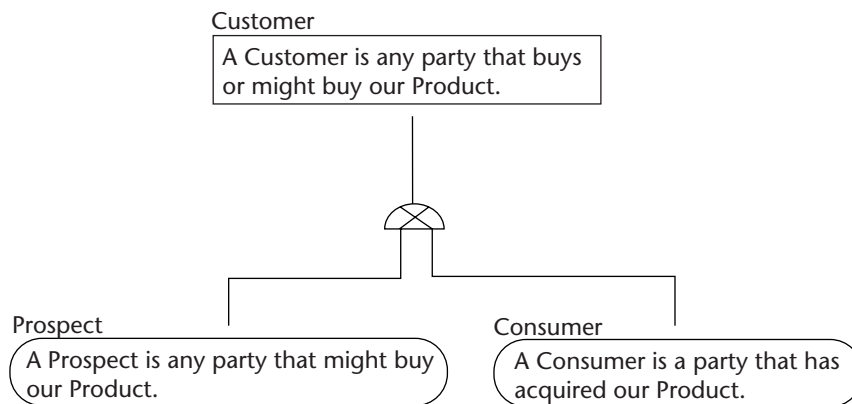 Customer
A Customer is any party that buys
or might buy our Product.
Prospect
A Prospect is any party that might buy
our Product.
Consumer
A Consumer is a party that has
acquired our Product.